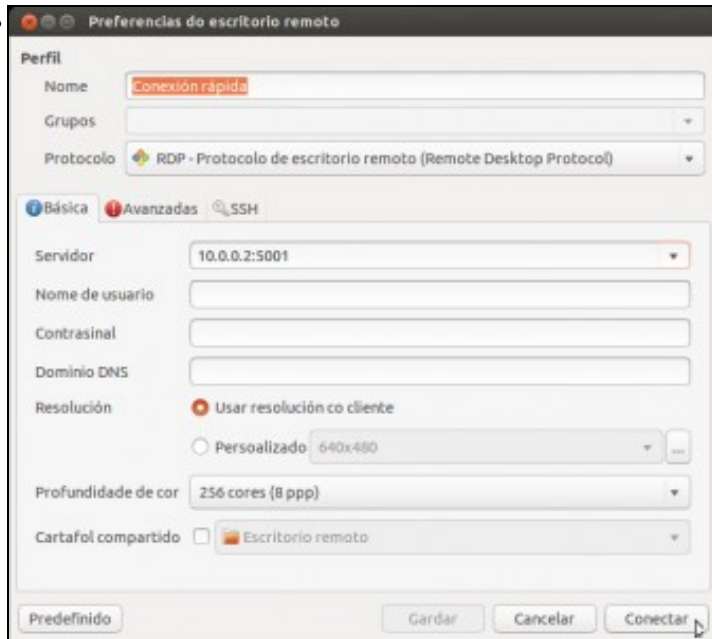 Preferencias do escritorio remoto
Perfil
Nome Conexión rápida
Grupos
Protocolo RDP - Protocolo de escritorio remoto (Remote Desktop Protocol)
Básica Avanzadas SSH
Servidor 10.0.0.2:5001
Nome de usuario
Contrasinal
Dominio DNS
Resolución Usar resolución co cliente
Persoalizado 640x480 ...
Profundidade de cor 256 cores (8 ppp)
Cartafol compartido Escritorio remoto
Predefinido Gardar Cancelar Conectar